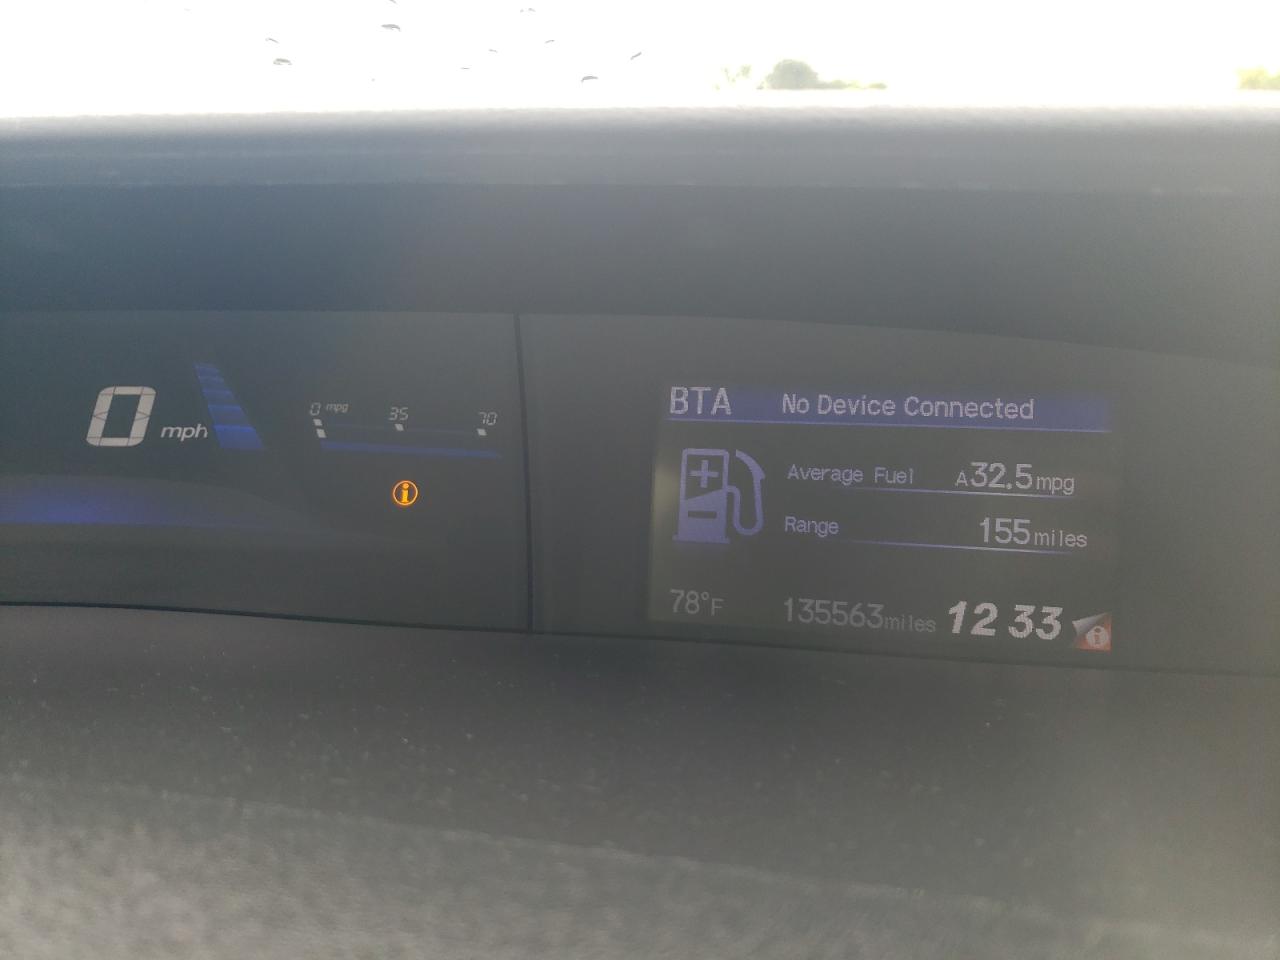 BTA No Device Connected
0 mph
0 mpg 35 70
Average Fuel A32.5mpg
Range 155miles
78°F 135563miles 12 33